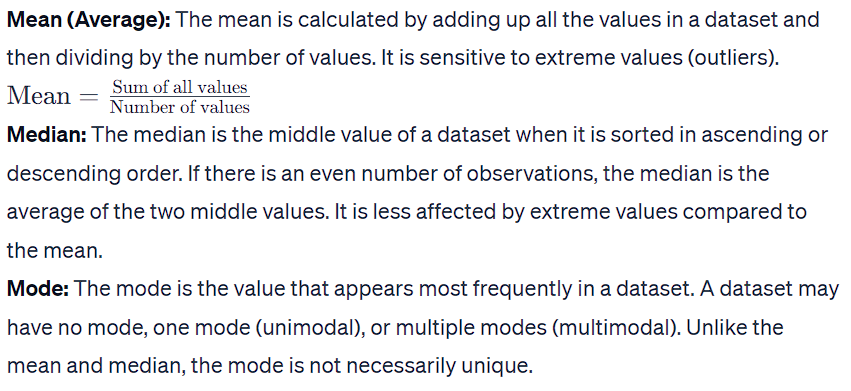 Mean (Average): The mean is calculated by adding up all the values in a dataset and
then dividing by the number of values. It is sensitive to extreme values (outliers).
Mean = Sum of all values / Number of values
Median: The median is the middle value of a dataset when it is sorted in ascending or
descending order. If there is an even number of observations, the median is the
average of the two middle values. It is less affected by extreme values compared to
the mean.
Mode: The mode is the value that appears most frequently in a dataset. A dataset may
have no mode, one mode (unimodal), or multiple modes (multimodal). Unlike the
mean and median, the mode is not necessarily unique.